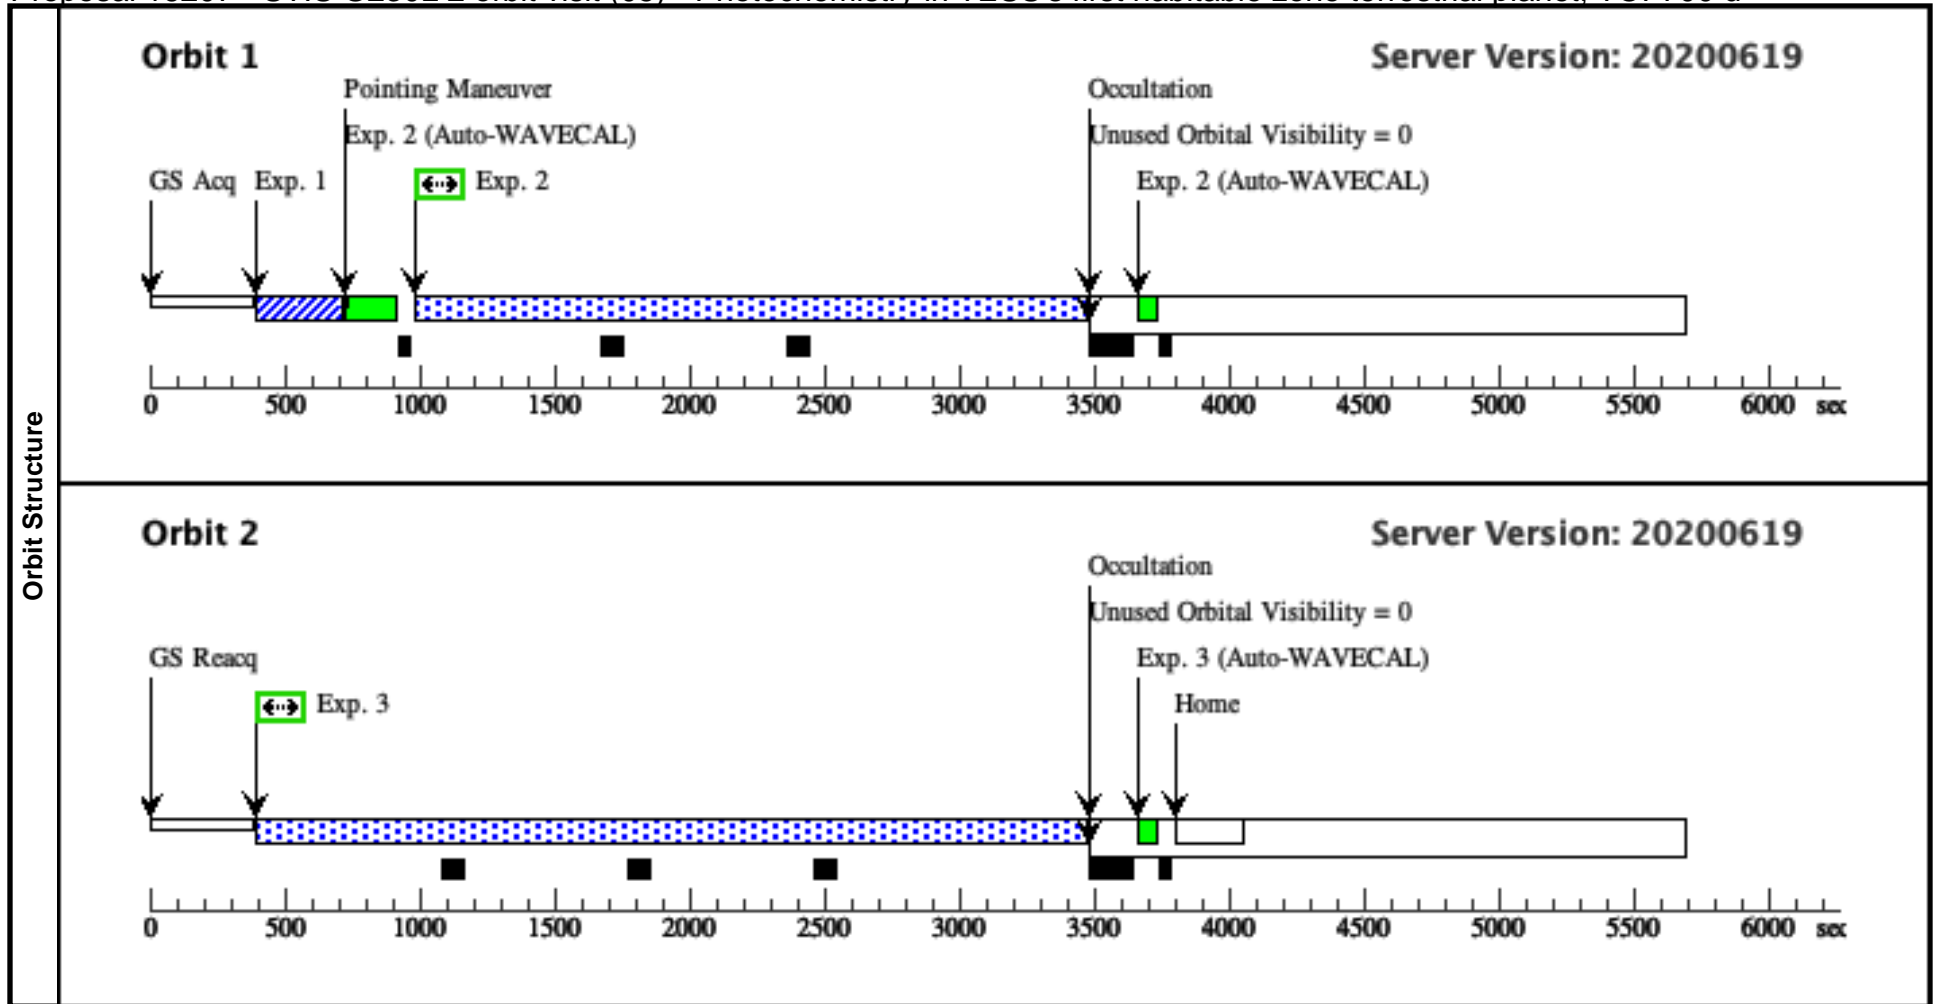 Orbit Structure
Orbit 1
Server Version: 20200619
Pointing Maneuver
Occultation
Exp. 2 (Auto-WAVECAL)
Unused Orbital Visibility = 0
GS Acq
Exp. 1
Exp. 2
Exp. 2 (Auto-WAVECAL)
0 500 1000 1500 2000 2500 3000 3500 4000 4500 5000 5500 6000 sec
Orbit 2
Server Version: 20200619
Occultation
Unused Orbital Visibility = 0
GS Reacq
Exp. 3 (Auto-WAVECAL)
Exp. 3
Home
0 500 1000 1500 2000 2500 3000 3500 4000 4500 5000 5500 6000 sec